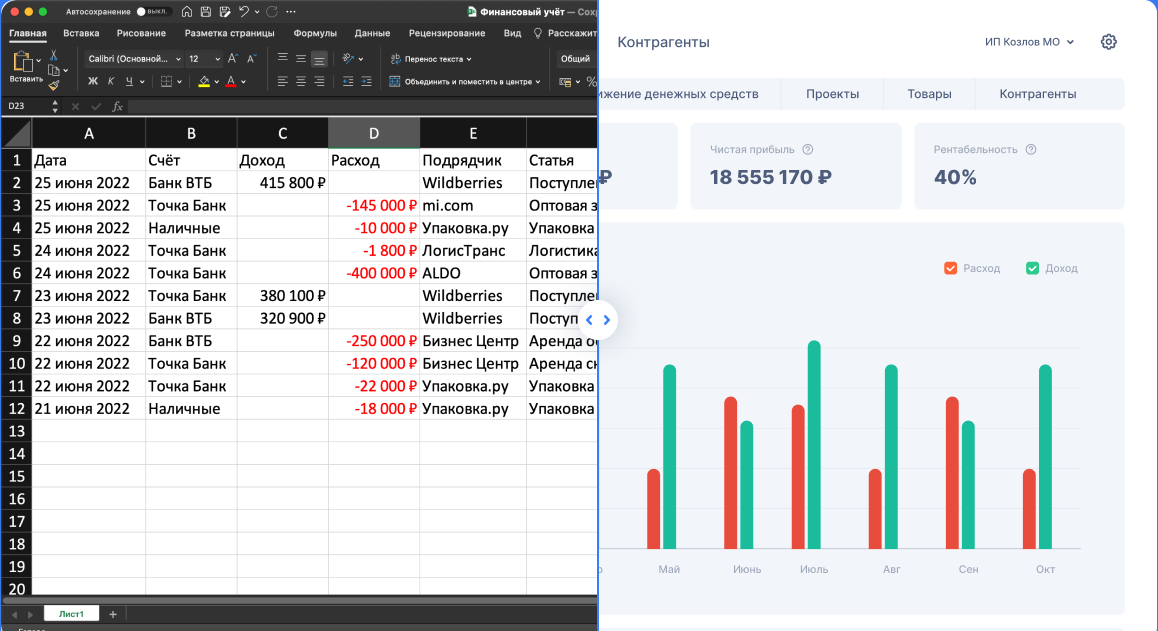 Автосохранение ВЫКЛ.
Финансовый учёт — Сохр
Главная Вставка Рисование Разметка страницы Формулы Данные Рецензирование Вид Расскажит
Вставить
Calibri (Основной... 12
Ж К Ч
Перенос текста
Объединить и поместить в центре
Общий
%
D23
fx
A B C D E
1 Дата Счёт Доход Расход Подрядчик Статья
2 25 июня 2022 Банк ВТБ 415 800 ₽ Wildberries Поступле
3 25 июня 2022 Точка Банк -145 000 ₽ mi.com Оптовая з
4 25 июня 2022 Наличные -10 000 ₽ Упаковка.ру Упаковка
5 24 июня 2022 Точка Банк -1 800 ₽ ЛогисТранс Логистика
6 24 июня 2022 Точка Банк -400 000 ₽ ALDO Оптовая з
7 23 июня 2022 Точка Банк 380 100 ₽ Wildberries Поступле
8 23 июня 2022 Банк ВТБ 320 900 ₽ Wildberries Поступ
9 22 июня 2022 Банк ВТБ -250 000 ₽ Бизнес Центр Аренда о
10 22 июня 2022 Точка Банк -120 000 ₽ Бизнес Центр Аренда ск
11 22 июня 2022 Точка Банк -22 000 ₽ Упаковка.ру Упаковка
12 21 июня 2022 Наличные -18 000 ₽ Упаковка.ру Упаковка
13
14
15
16
17
18
19
20
Лист1 +
Контрагенты
ИП Козлов МО
ижение денежных средств Проекты Товары Контрагенты
₽
Чистая прибыль
18 555 170 ₽
Рентабельность
40%
Расход Доход
Май Июнь Июль Авг Сен Окт